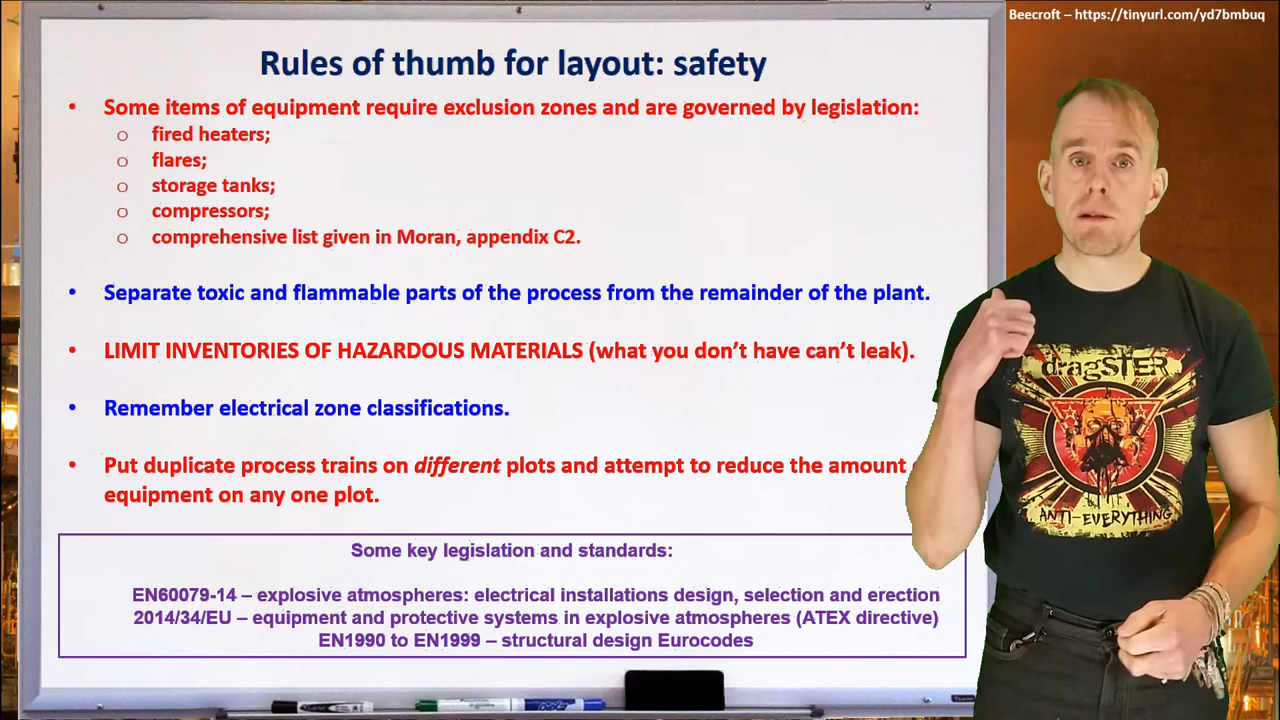 Beecroft – https://tinyurl.com/yd7bmbuq
Rules of thumb for layout: safety
• Some items of equipment require exclusion zones and are governed by legislation:
o fired heaters;
o flares;
o storage tanks;
o compressors;
o comprehensive list given in Moran, appendix C2.
• Separate toxic and flammable parts of the process from the remainder of the plant.
• LIMIT INVENTORIES OF HAZARDOUS MATERIALS (what you don't have can't leak).
• Remember electrical zone classifications.
• Put duplicate process trains on different plots and attempt to reduce the amount
equipment on any one plot.
Some key legislation and standards:
EN60079-14 – explosive atmospheres: electrical installations design, selection and erection
2014/34/EU – equipment and protective systems in explosive atmospheres (ATEX directive)
EN1990 to EN1999 – structural design Eurocodes
dragSTER
ANTI-EVERYTHING